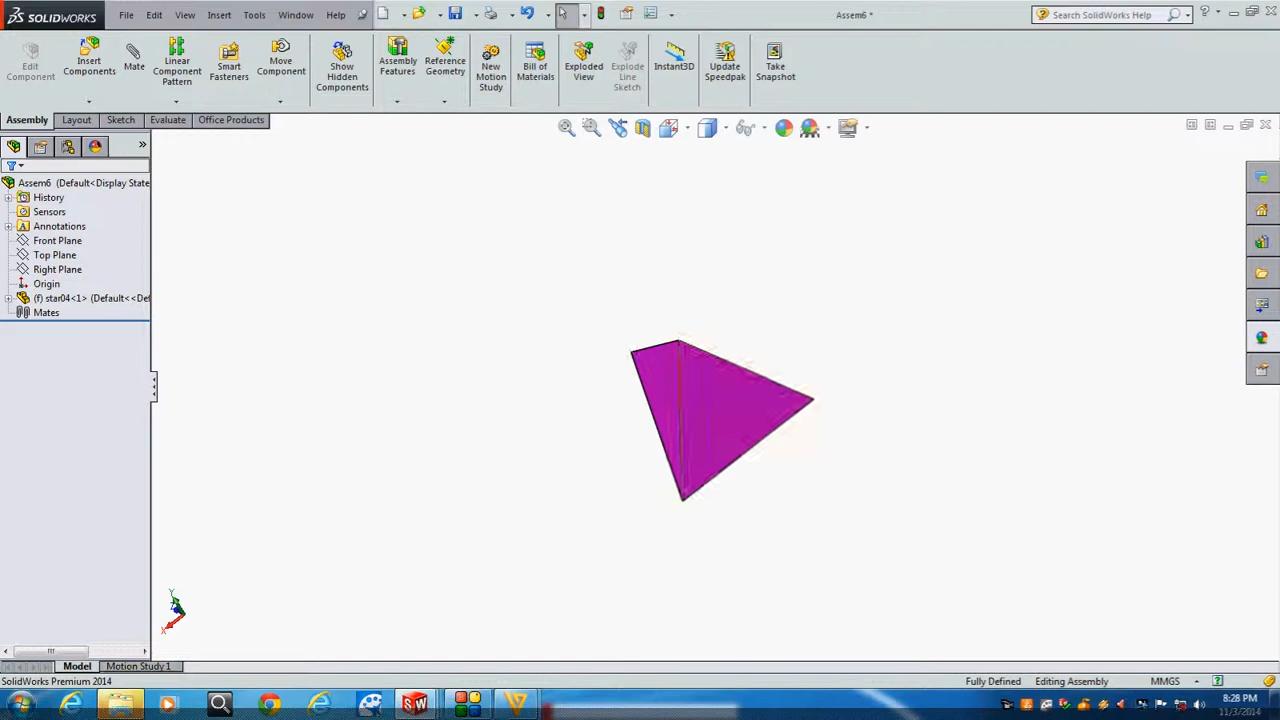 SOLIDWORKS File Edit View Insert Tools Window Help Assem6 * Search SolidWorks Help
Edit Component Insert Components Mate Linear Component Pattern Smart Fasteners Move Component Show Hidden Components Assembly Features Reference Geometry New Motion Study Bill of Materials Exploded View Explode Line Sketch Instant3D Update Speedpak Take Snapshot
Assembly Layout Sketch Evaluate Office Products
Assem6 (Default<Display State
History
Sensors
Annotations
Front Plane
Top Plane
Right Plane
Origin
(f) star04<1> (Default<<Def
Mates
Y
Z
X
Model Motion Study 1
SolidWorks Premium 2014 Fully Defined Editing Assembly MMGS
8:28 PM
11/3/2014